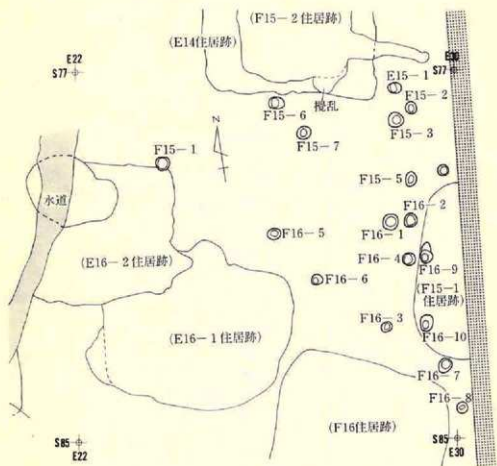 (F15-2住居跡)
(E14住居跡)
E22
S77
E30
S77
E15-1
F15-2
攪乱
F15-6
F15-3
F15-7
N
F15-1
F15-5
水道
F16-2
F16-1
F16-5
(E16-2住居跡)
F16-4
F16-9
F16-6
(F15-1
住居跡)
(E16-1住居跡)
F16-3
F16-10
F16-7
F16-8
(F16住居跡)
S85
E22
S85
E30